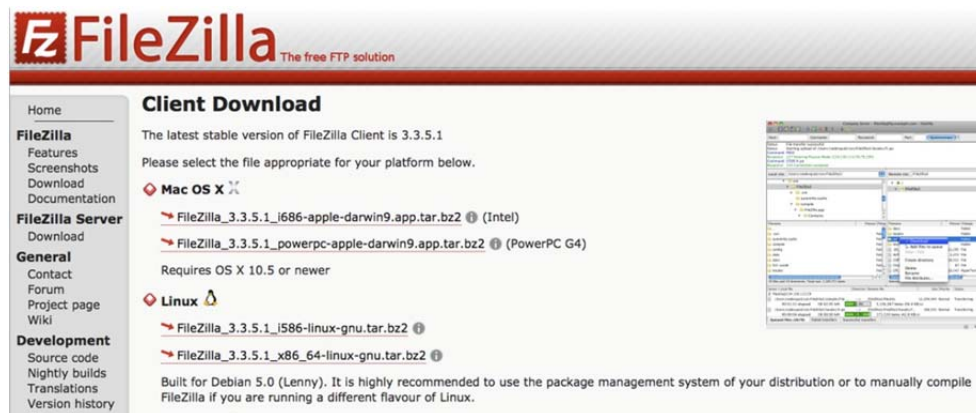 FileZilla The free FTP solution
Home
FileZilla
Features
Screenshots
Download
Documentation
FileZilla Server
Download
General
Contact
Forum
Project page
Wiki
Development
Source code
Nightly builds
Translations
Version history
Client Download
The latest stable version of FileZilla Client is 3.3.5.1
Please select the file appropriate for your platform below.
Mac OS X
FileZilla_3.3.5.1_i686-apple-darwin9.app.tar.bz2 (Intel)
FileZilla_3.3.5.1_powerpc-apple-darwin9.app.tar.bz2 (PowerPC G4)
Requires OS X 10.5 or newer
Linux
FileZilla_3.3.5.1_i586-linux-gnu.tar.bz2
FileZilla_3.3.5.1_x86_64-linux-gnu.tar.bz2
Built for Debian 5.0 (Lenny). It is highly recommended to use the package management system of your distribution or to manually compile
FileZilla if you are running a different flavour of Linux.